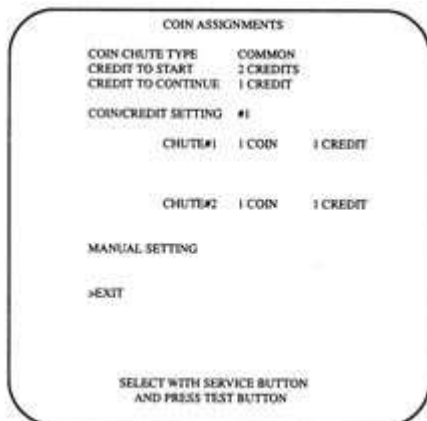 COIN ASSIGNMENTS
COIN CHUTE TYPE COMMON
CREDIT TO START 2 CREDITS
CREDIT TO CONTINUE 1 CREDIT
COIN/CREDIT SETTING #1
CHUTE#1 1 COIN 1 CREDIT
CHUTE#2 1 COIN 1 CREDIT
MANUAL SETTING
>EXIT
SELECT WITH SERVICE BUTTON
AND PRESS TEST BUTTON